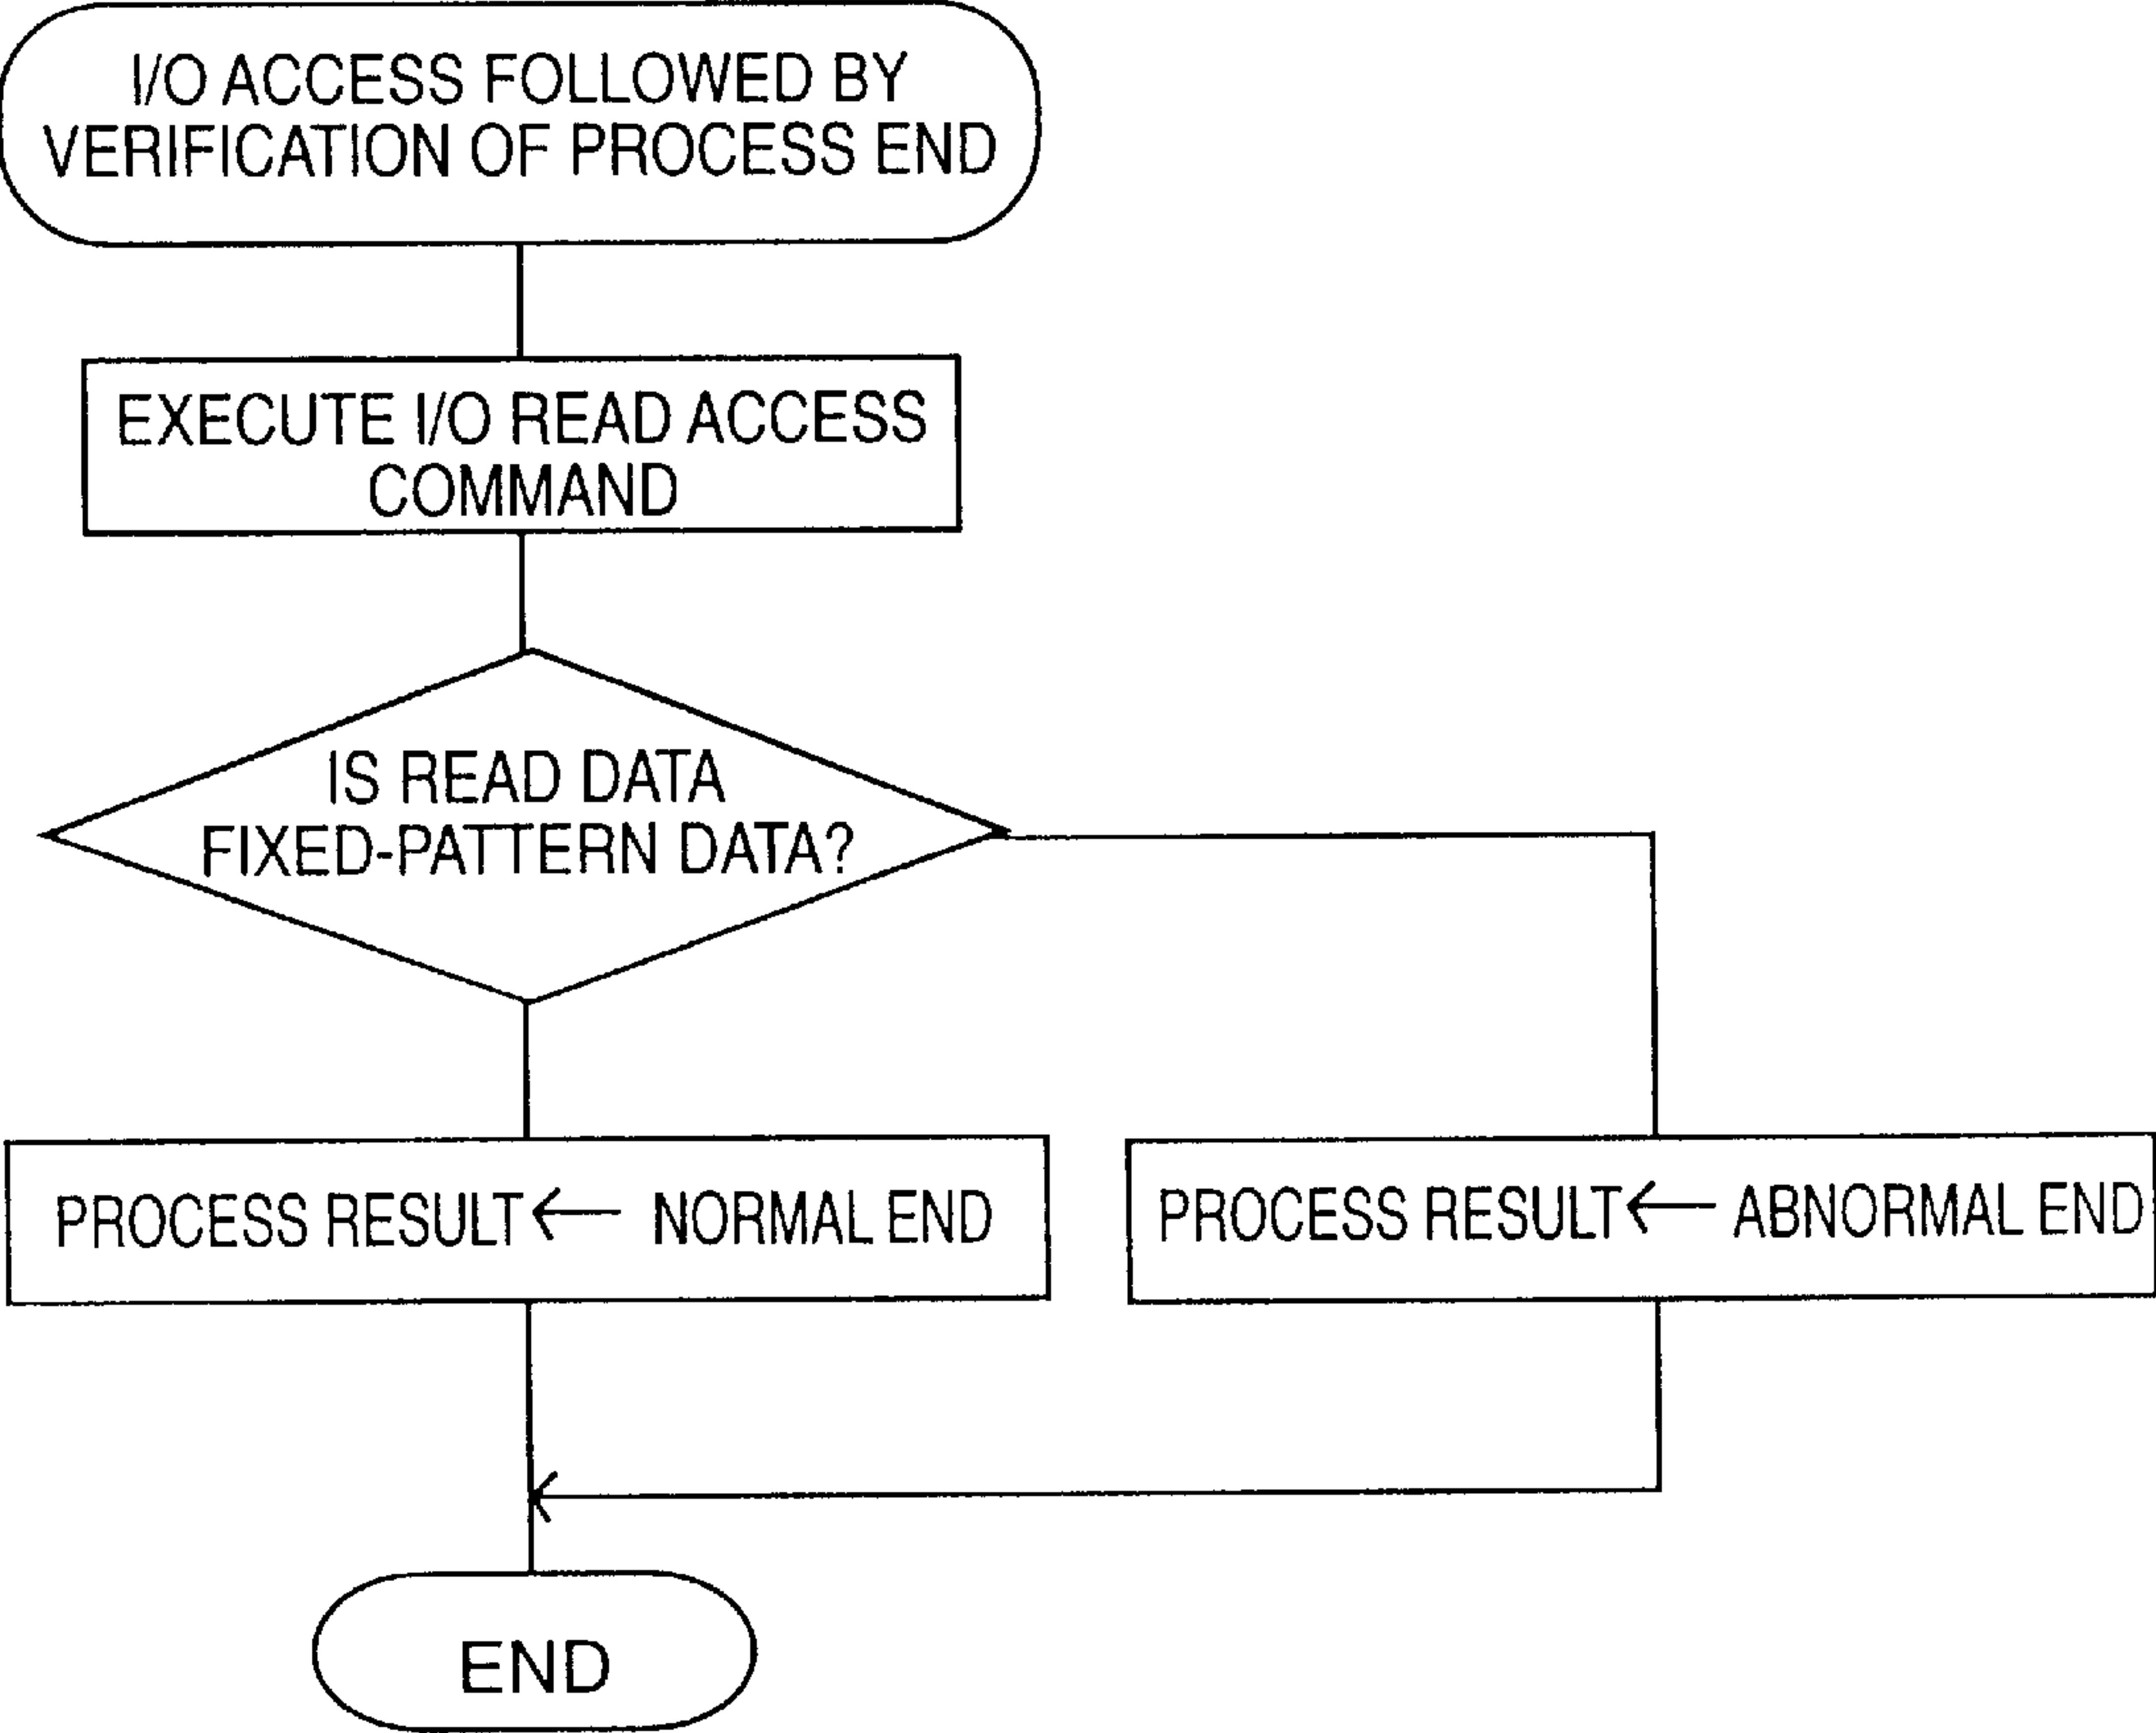 I/O ACCESS FOLLOWED BY
VERIFICATION OF PROCESS END
EXECUTE I/O READ ACCESS
COMMAND
IS READ DATA
FIXED-PATTERN DATA?
PROCESS RESULT ← NORMAL END
PROCESS RESULT ← ABNORMAL END
END